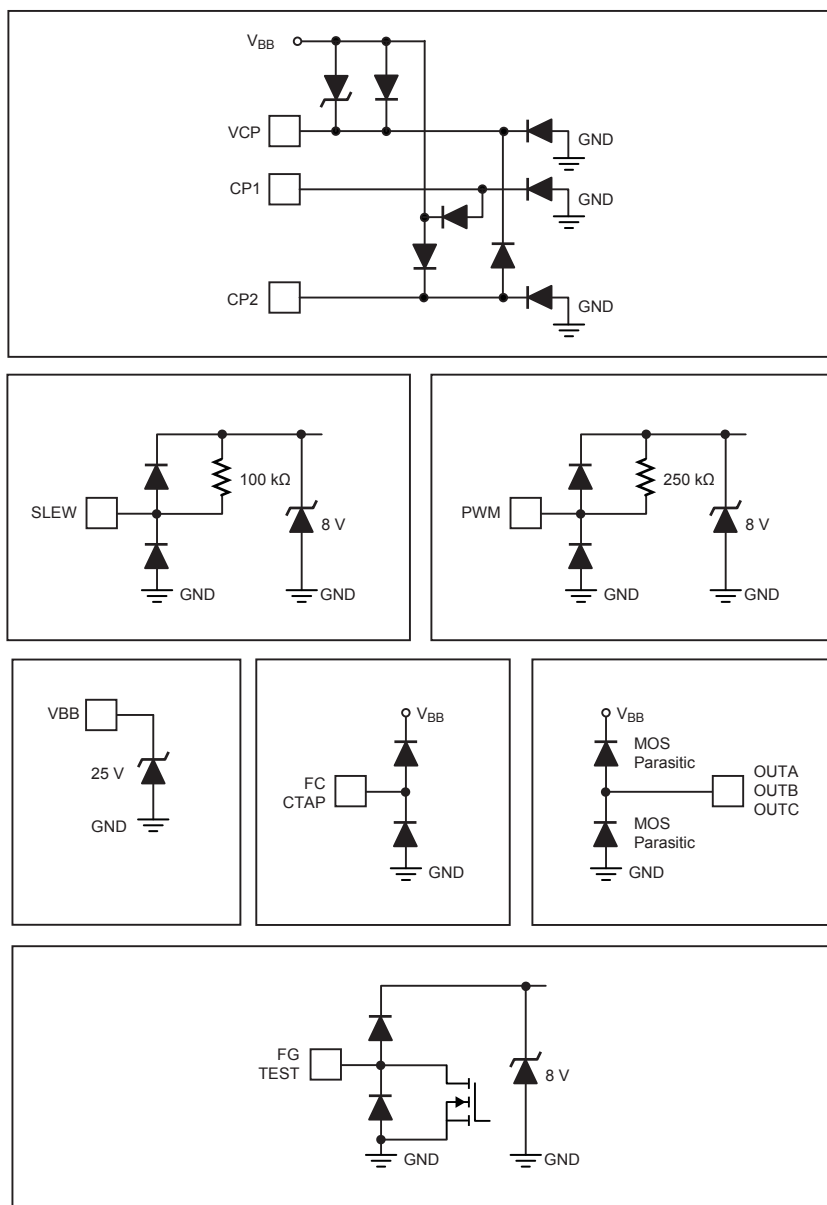 VBB
VCP
GND
CP1
GND
CP2
GND
100 kΩ
SLEW
8 V
GND
GND
250 kΩ
PWM
8 V
GND
GND
VBB
25 V
GND
VBB
FC
CTAP
GND
VBB
MOS
Parasitic
OUTA
OUTB
OUTC
MOS
Parasitic
GND
FG
TEST
8 V
GND
GND